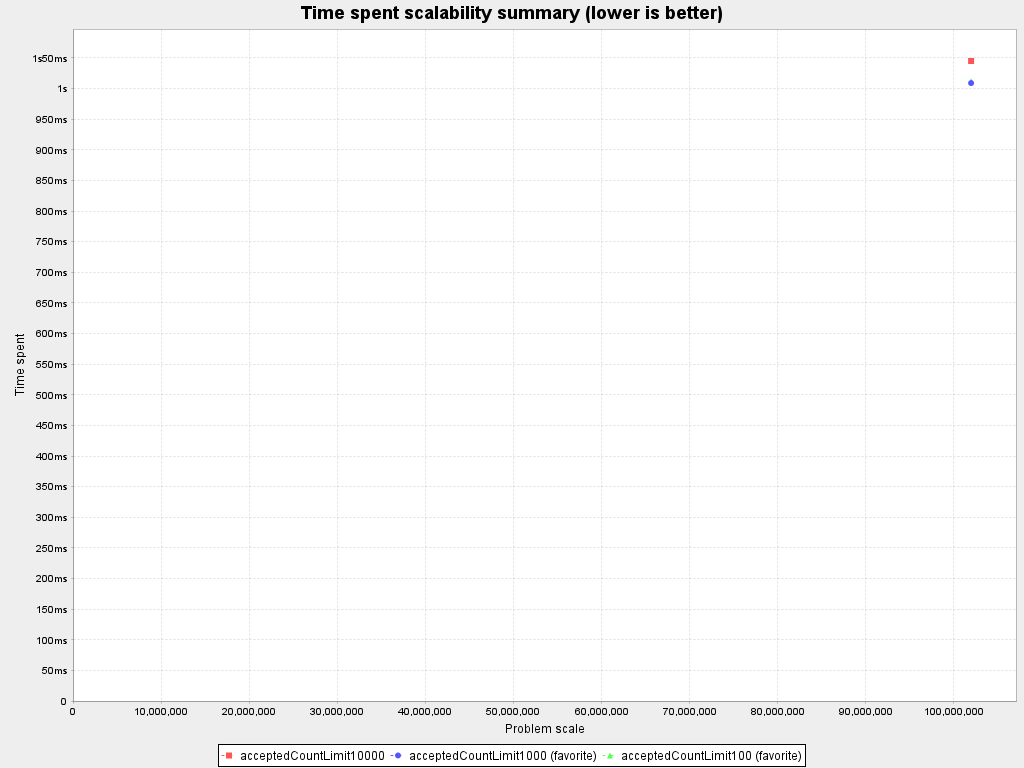 Time spent scalability summary (lower is better)
1s50ms
1s
950ms
900ms
850ms
800ms
750ms
700ms
650ms
600ms
550ms
500ms
450ms
400ms
350ms
300ms
250ms
200ms
150ms
100ms
50ms
0
Time spent
0 10,000,000 20,000,000 30,000,000 40,000,000 50,000,000 60,000,000 70,000,000 80,000,000 90,000,000 100,000,000
Problem scale
acceptedCountLimit10000 acceptedCountLimit1000 (favorite) acceptedCountLimit100 (favorite)